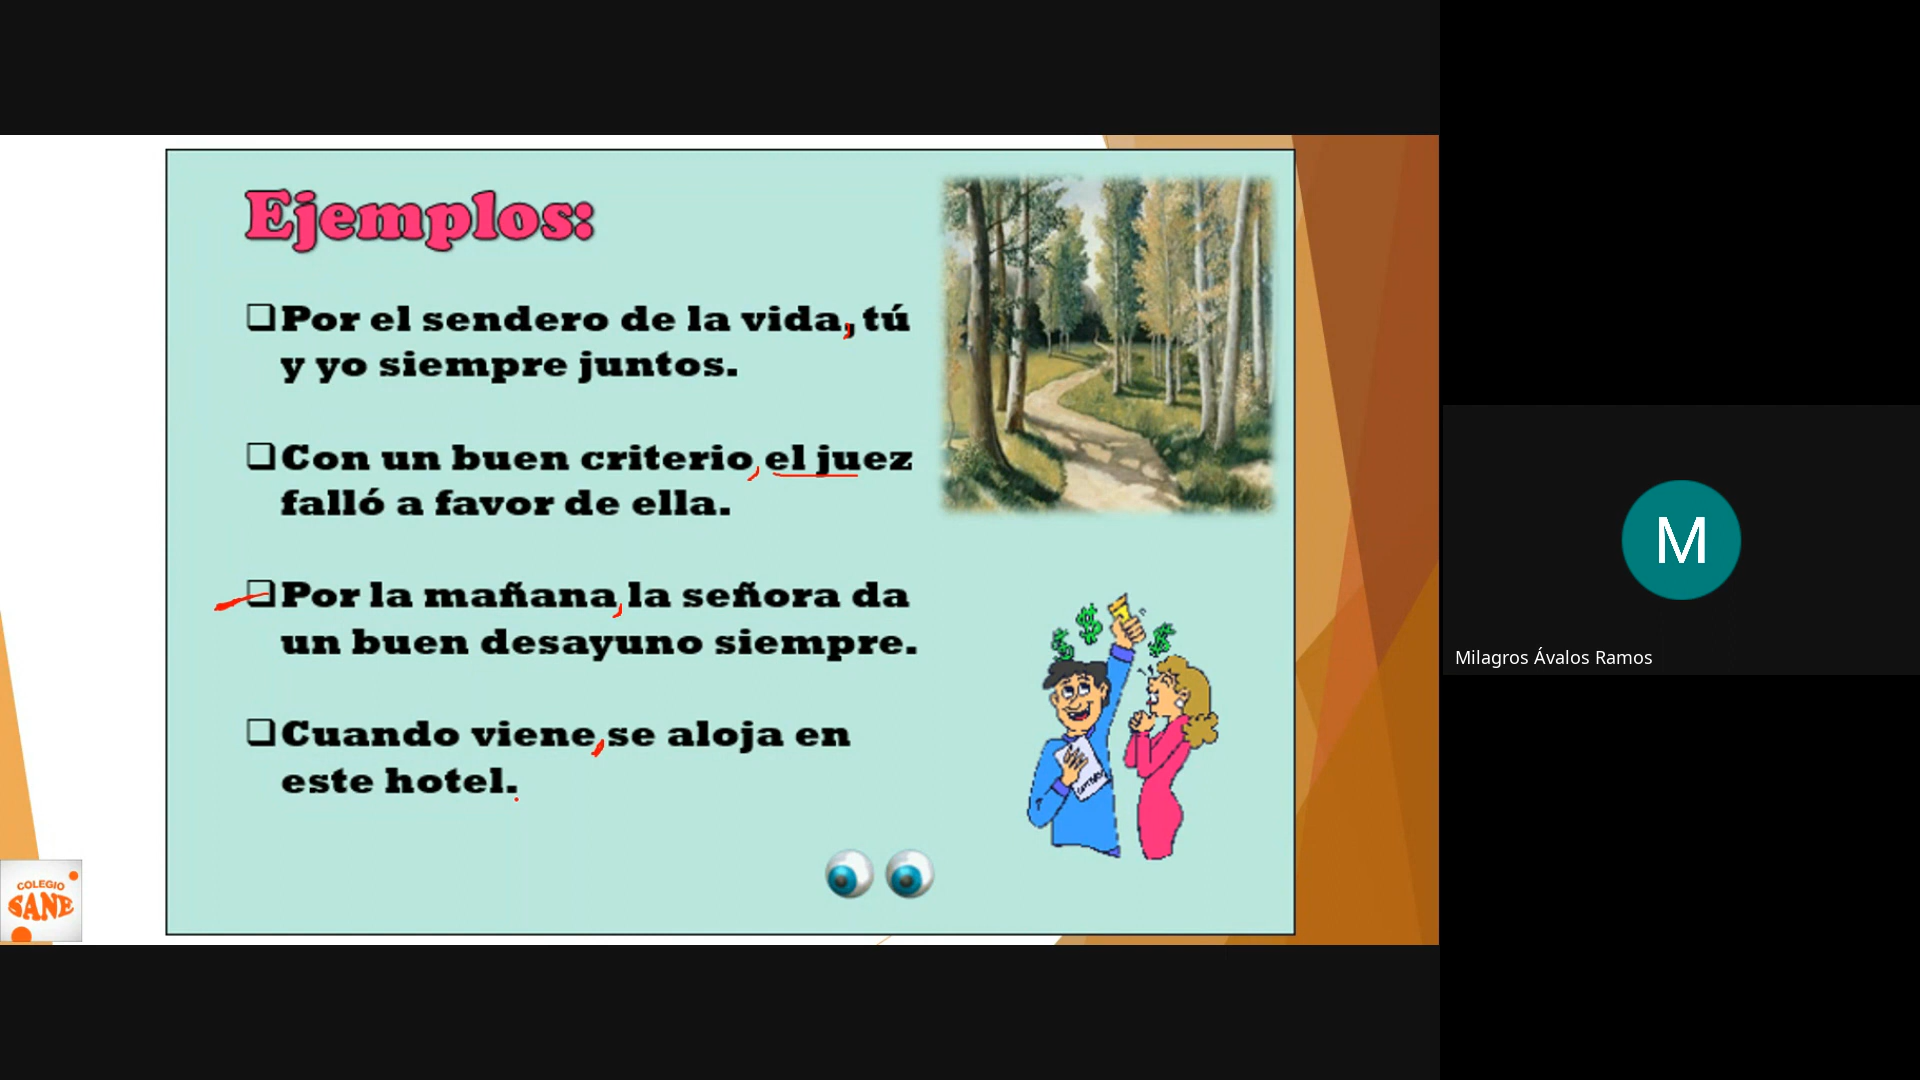 Ejemplos:
❑Por el sendero de la vida, tú
y yo siempre juntos.
❑Con un buen criterio, el juez
falló a favor de ella.
❑Por la mañana, la señora da
un buen desayuno siempre.
❑Cuando viene, se aloja en
este hotel.
COLEGIO
SANE
M
Milagros Ávalos Ramos